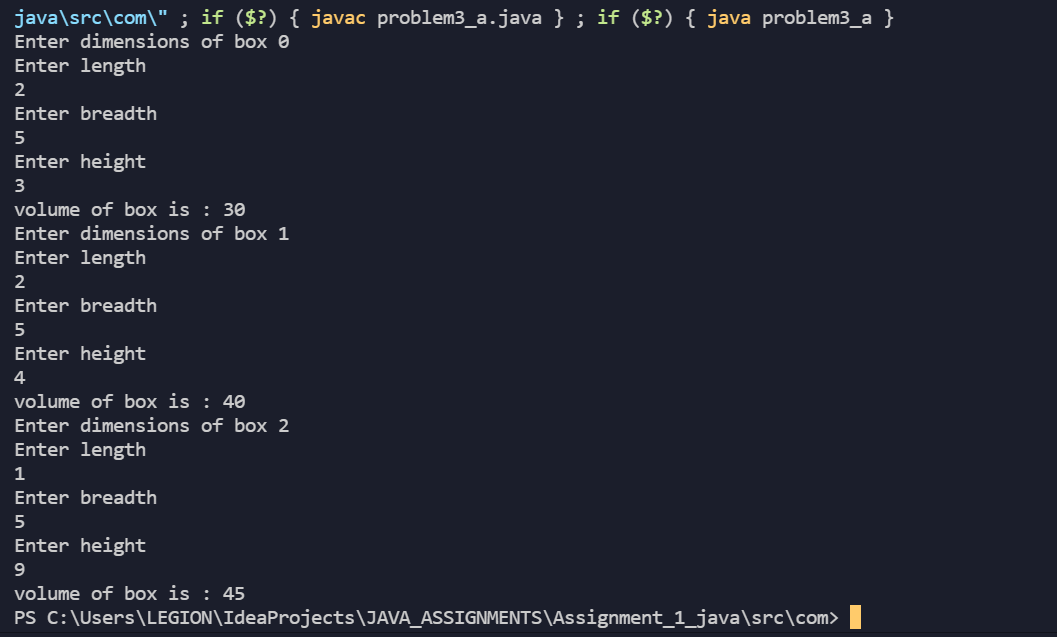 java\src\com\" ; if ($?) { javac problem3_a.java } ; if ($?) { java problem3_a }
Enter dimensions of box 0
Enter length
2
Enter breadth
5
Enter height
3
volume of box is : 30
Enter dimensions of box 1
Enter length
2
Enter breadth
5
Enter height
4
volume of box is : 40
Enter dimensions of box 2
Enter length
1
Enter breadth
5
Enter height
9
volume of box is : 45
PS C:\Users\LEGION\IdeaProjects\JAVA_ASSIGNMENTS\Assignment_1_java\src\com>